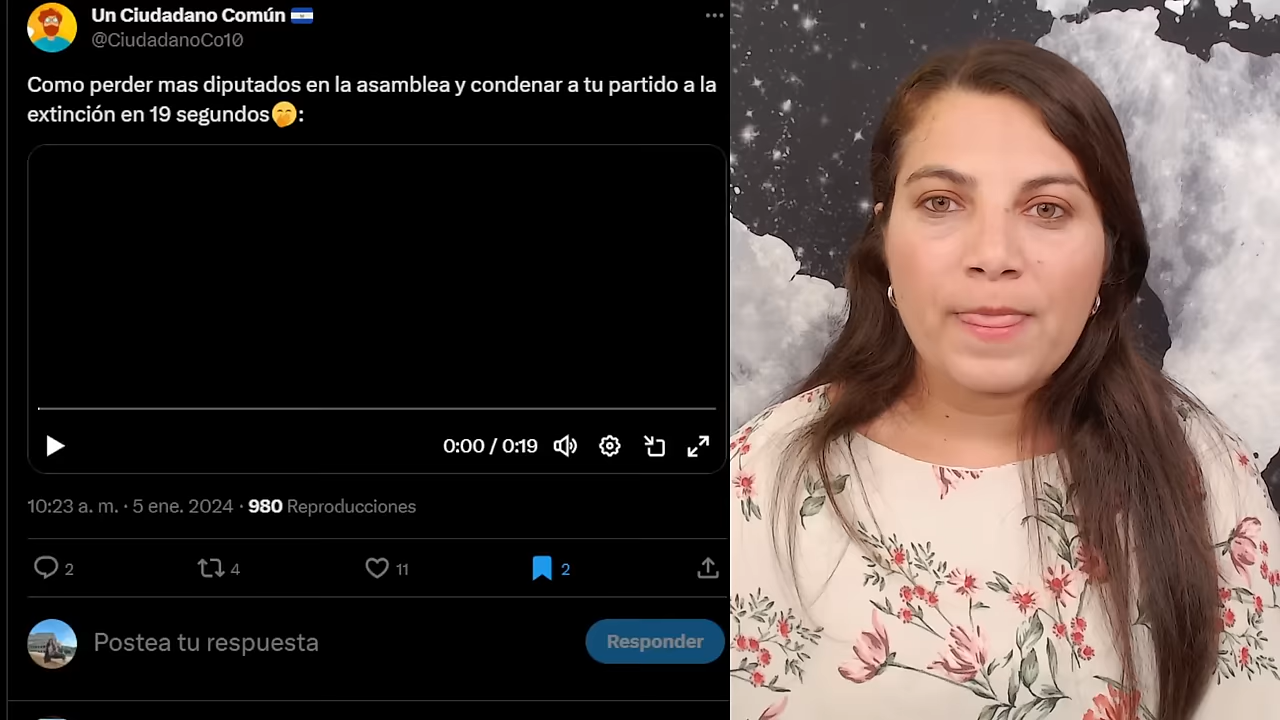 Un Ciudadano Común
@CiudadanoCo10
Como perder mas diputados en la asamblea y condenar a tu partido a la
extinción en 19 segundos🤭:
0:00 / 0:19
10:23 a. m. · 5 ene. 2024 · 980 Reproducciones
2 4 11 2
Postea tu respuesta
Responder